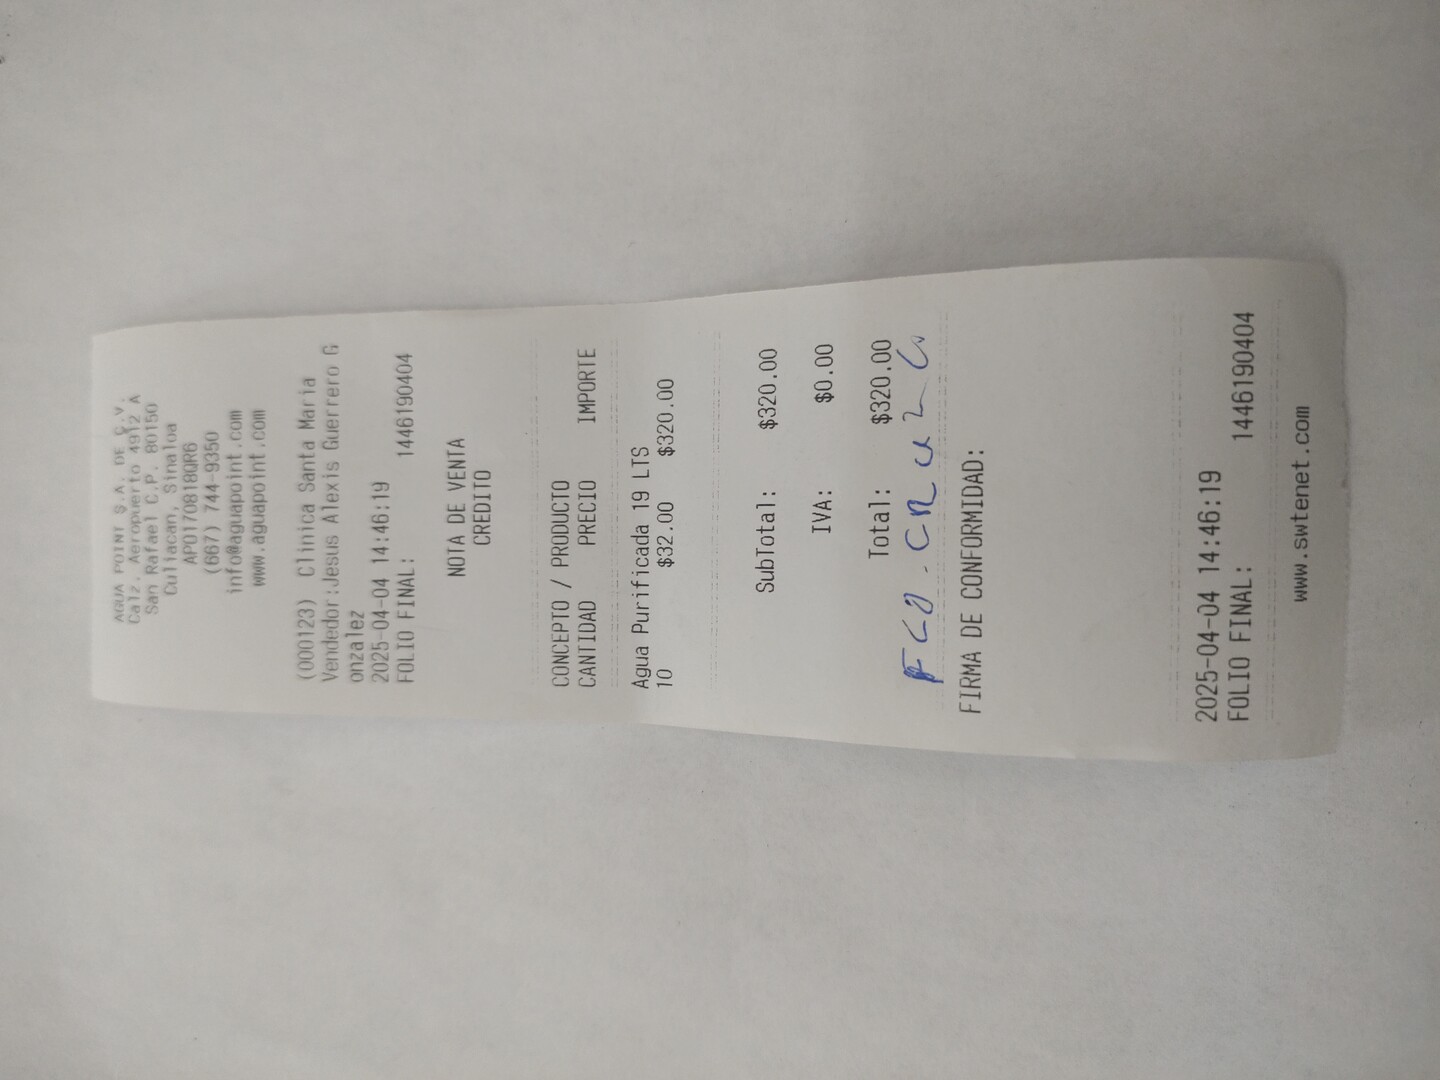 AGUA POINT S.A. DE C.V.
Calz. Aeropuerto 4912 A
San Rafael C.P. 80150
Culiacan, Sinaloa
APO170818QR6
(667) 744-9350
info@aguapoint.com
www.aguapoint.com
(000123) Clinica Santa Maria
Vendedor:Jesus Alexis Guerrero G
onzalez
2025-04-04 14:46:19
FOLIO FINAL: 1446190404
NOTA DE VENTA
CREDITO
CONCEPTO / PRODUCTO
CANTIDAD PRECIO IMPORTE
Agua Purificada 19 LTS
10 $32.00 $320.00
SubTotal: $320.00
IVA: $0.00
Total: $320.00
FCO. CRUZ
FIRMA DE CONFORMIDAD:
2025-04-04 14:46:19
FOLIO FINAL: 1446190404
www.swtenet.com